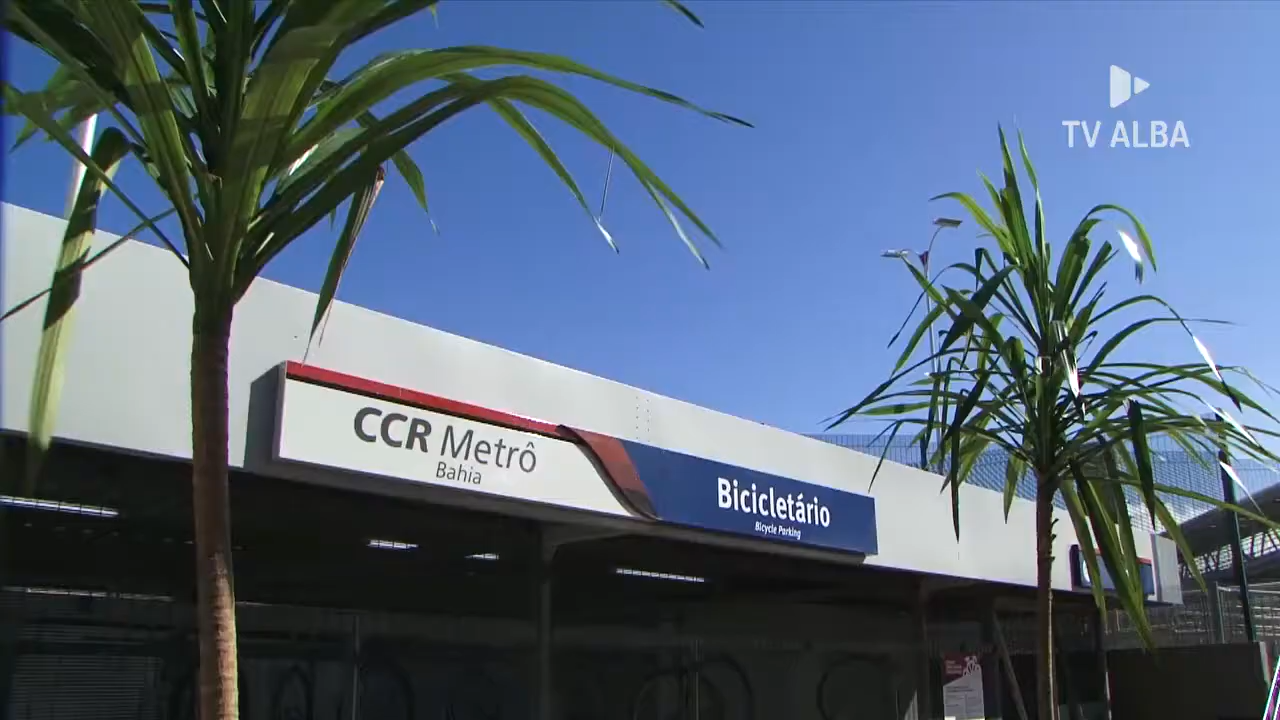 TV ALBA
CCR Metrô
Bahia
Bicicletário
Bicycle Parking